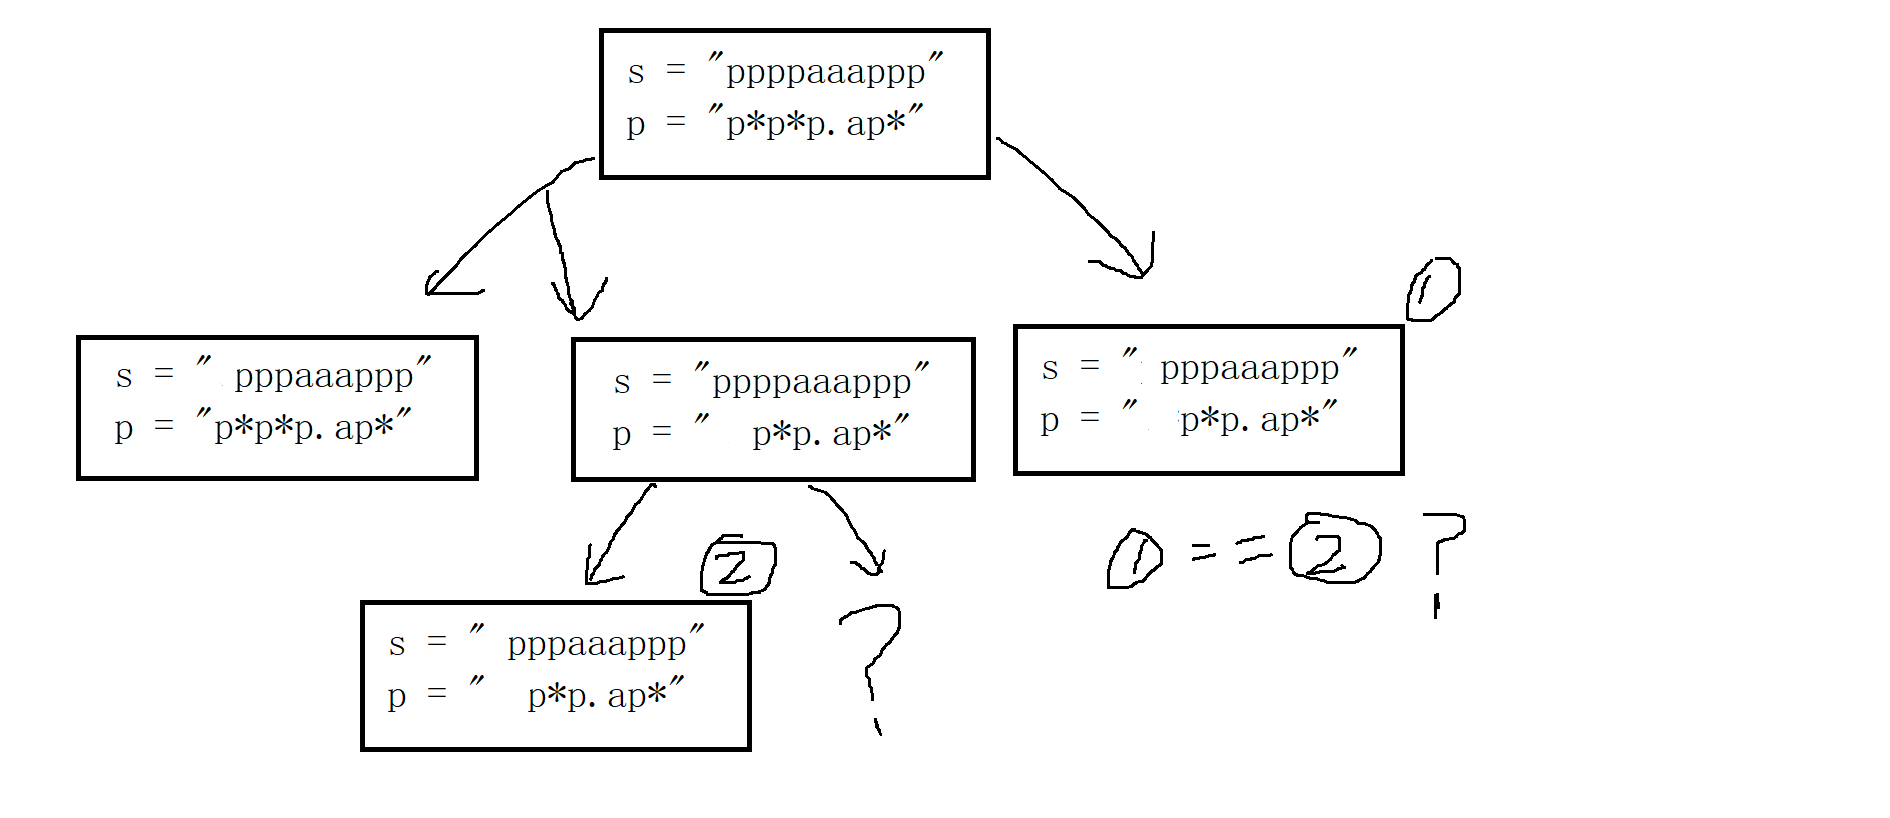 s = "ppppaaappp"
p = "p*p*p.ap*"
1
s = " pppaaappp"
p = "p*p*p.ap*"
s = "ppppaaappp"
p = "  p*p.ap*"
s = " pppaaappp"
p = "  p*p.ap*"
1 == 2 ?
2
s = " pppaaappp"
p = "  p*p.ap*"
?